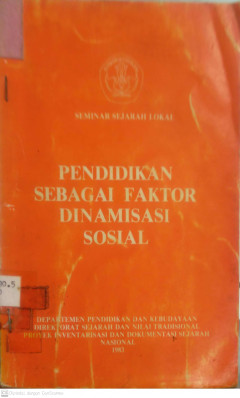 SEMINAR SEJARAH LOKAL
PENDIDIKAN
SEBAGAI FAKTOR
DINAMISASI
SOSIAL
DEPARTEMEN PENDIDIKAN DAN KEBUDAYAAN
DIREKTORAT SEJARAH DAN NILAI TRADISIONAL
PROYEK INVENTARISASI DAN DOKUMENTASI SEJARAH
NASIONAL
1983